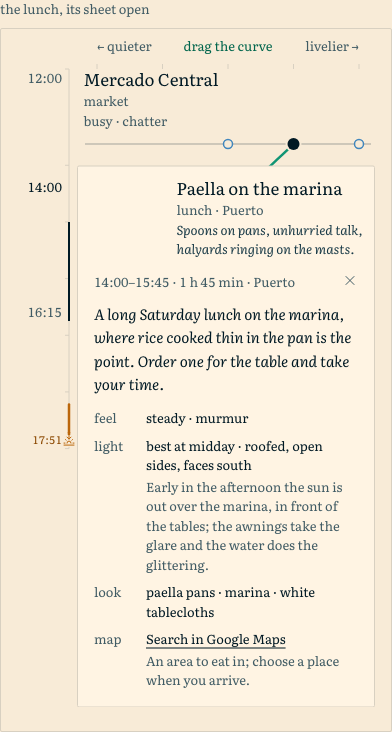 the lunch, its sheet open
← quieter drag the curve livelier →
12:00
Mercado Central
market
busy · chatter
14:00
Paella on the marina
lunch · Puerto
Spoons on pans, unhurried talk,
halyards ringing on the masts.
14:00–15:45 · 1 h 45 min · Puerto
16:15
A long Saturday lunch on the marina,
where rice cooked thin in the pan is the
point. Order one for the table and take
your time.
feel steady · murmur
17:51
light best at midday · roofed, open
sides, faces south
Early in the afternoon the sun is
out over the marina, in front of
the tables; the awnings take the
glare and the water does the
glittering.
look paella pans · marina · white
tablecloths
map Search in Google Maps
An area to eat in; choose a place
when you arrive.